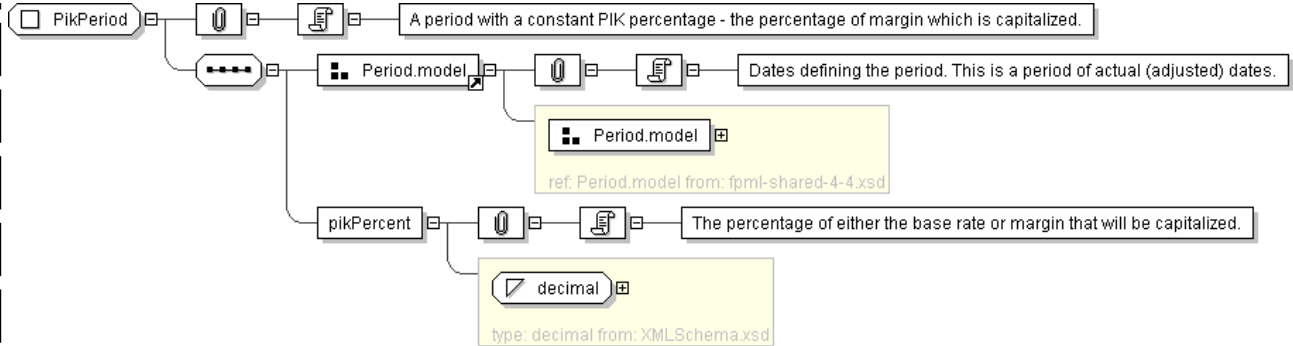 PikPeriod
A period with a constant PIK percentage - the percentage of margin which is capitalized.
Period.model
Dates defining the period. This is a period of actual (adjusted) dates.
Period.model
ref: Period.model from: fpml-shared-4-4.xsd
pikPercent
The percentage of either the base rate or margin that will be capitalized.
decimal
type: decimal from: XMLSchema.xsd